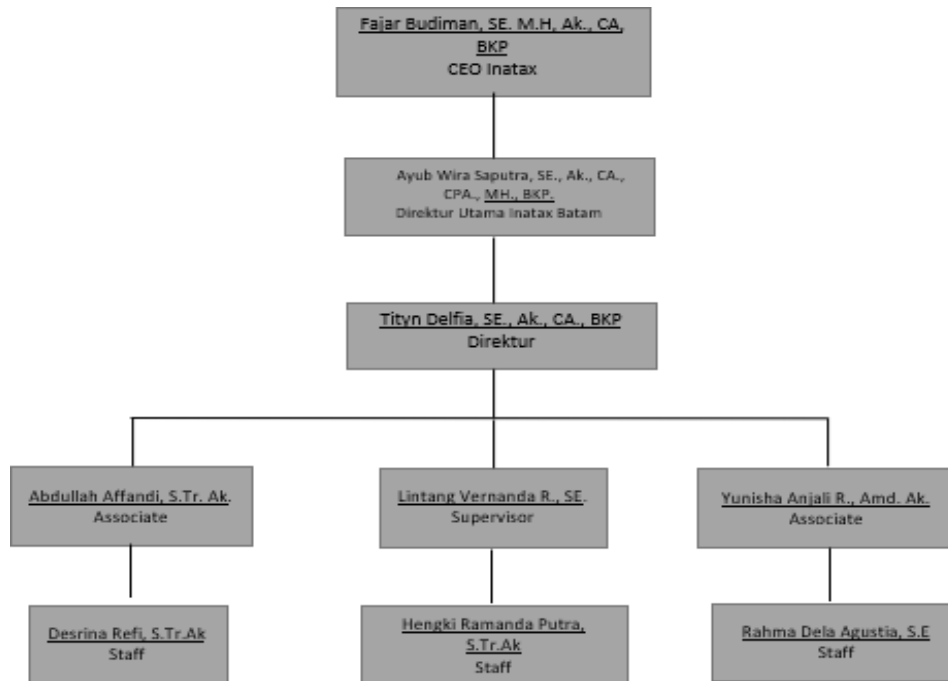 Fajar Budiman, SE. M.H, Ak., CA,
BKP
CEO Inatax
Ayub Wira Saputra, SE., Ak., CA.,
CPA., MH., BKP.
Direktur Utama Inatax Batam
Tityn Delfia, SE., Ak., CA., BKP
Direktur
Abdullah Affandi, S.Tr. Ak.
Associate
Lintang Vernanda R., SE.
Supervisor
Yunisha Anjali R., Amd. Ak.
Associate
Desrina Refi, S.Tr.Ak
Staff
Hengki Ramanda Putra,
S.Tr.Ak
Staff
Rahma Dela Agustia, S.E
Staff